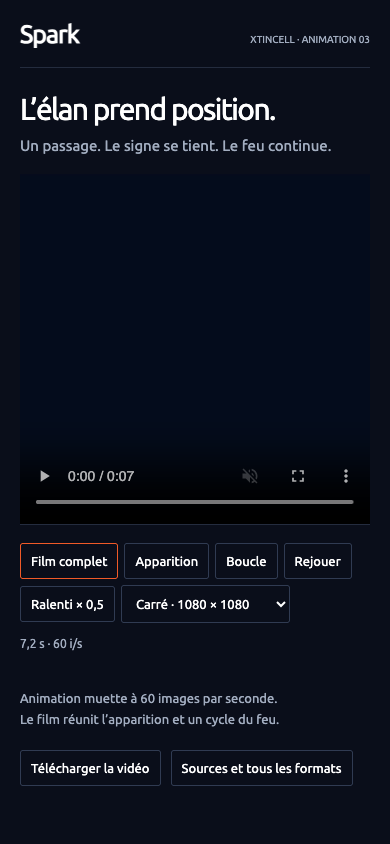 Spark
XTINCELL · ANIMATION 03
L’élan prend position.
Un passage. Le signe se tient. Le feu continue.
0:00 / 0:07
Film complet
Apparition
Boucle
Rejouer
Ralenti × 0,5
Carré · 1080 × 1080
7,2 s · 60 i/s
Animation muette à 60 images par seconde.
Le film réunit l’apparition et un cycle du feu.
Télécharger la vidéo
Sources et tous les formats